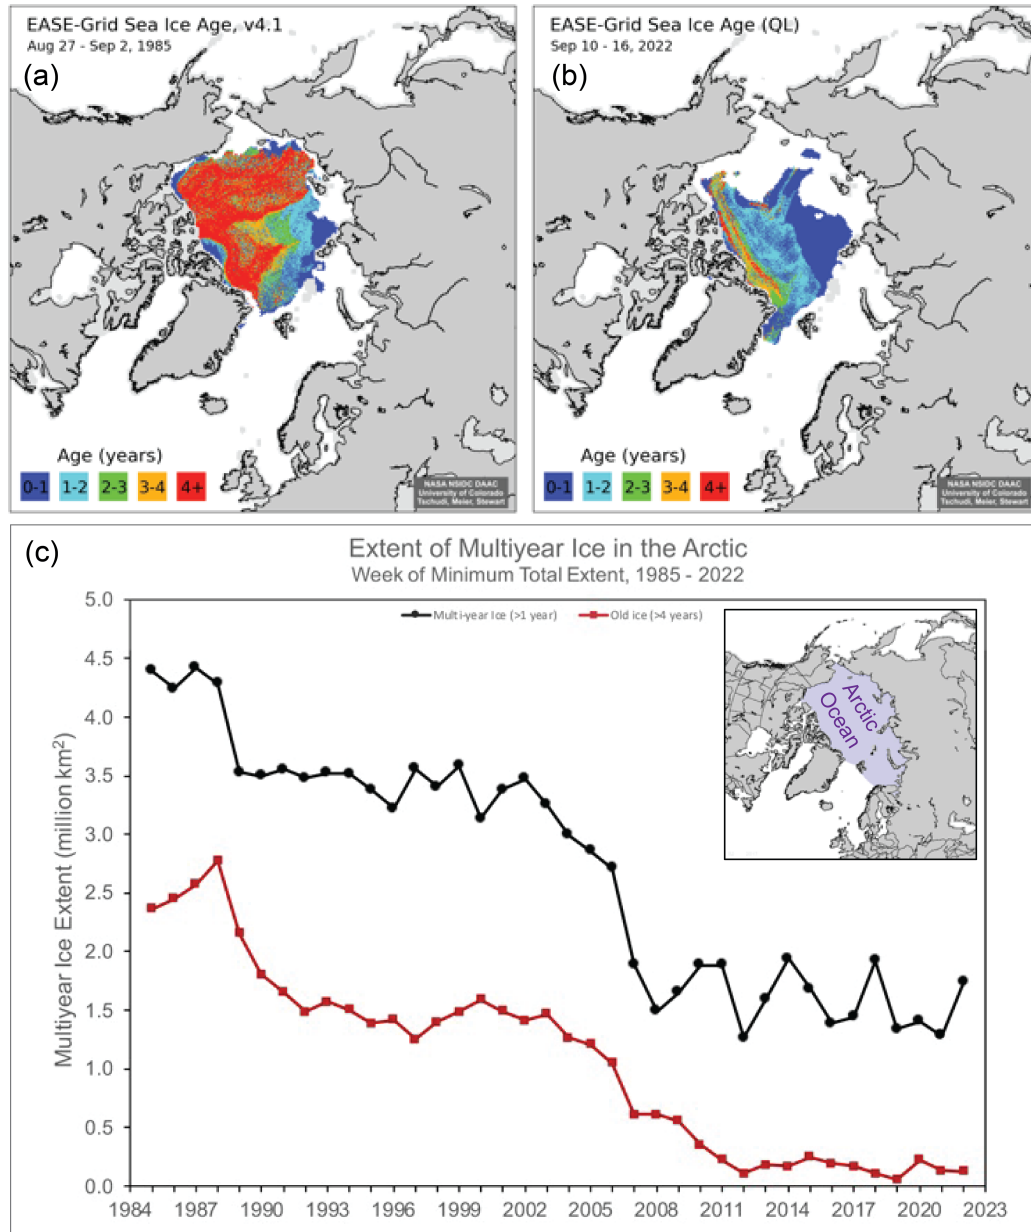 EASE-Grid Sea Ice Age, v4.1
Aug 27 - Sep 2, 1985
(a)
Age (years)
0-1 1-2 2-3 3-4 4+
NASA NSIDC DAAC
University of Colorado
Tschudi, Meier, Stewart
EASE-Grid Sea Ice Age (QL)
Sep 10 - 16, 2022
(b)
Age (years)
0-1 1-2 2-3 3-4 4+
NASA NSIDC DAAC
University of Colorado
Tschudi, Meier, Stewart
(c)
Extent of Multiyear Ice in the Arctic
Week of Minimum Total Extent, 1985 - 2022
Multi-year Ice (>1 year) Old ice (>4 years)
Arctic
Ocean
Multiyear Ice Extent (million km²)
5.0
4.5
4.0
3.5
3.0
2.5
2.0
1.5
1.0
0.5
0.0
1984 1987 1990 1993 1996 1999 2002 2005 2008 2011 2014 2017 2020 2023